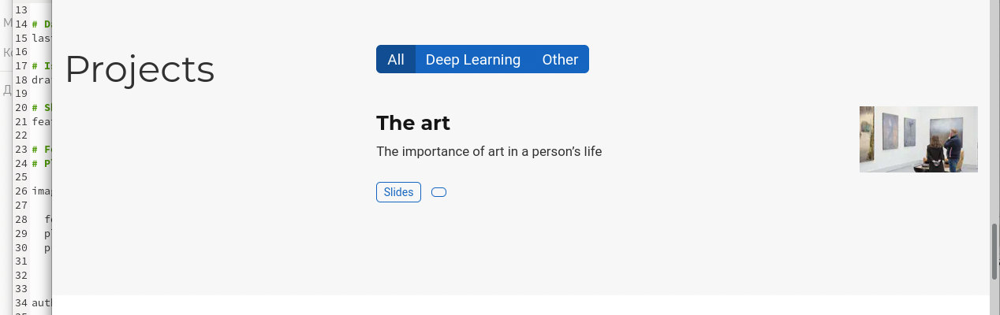 13
14 # D
15 las
16
17 # I
18 dra
19
20 # S
21 fea
22
23 # F
24 # P
25
26 ima
27
28 f
29 p
30 p
31
32
33
34 aut
М
К
Д
Projects
All Deep Learning Other
The art
The importance of art in a person’s life
Slides